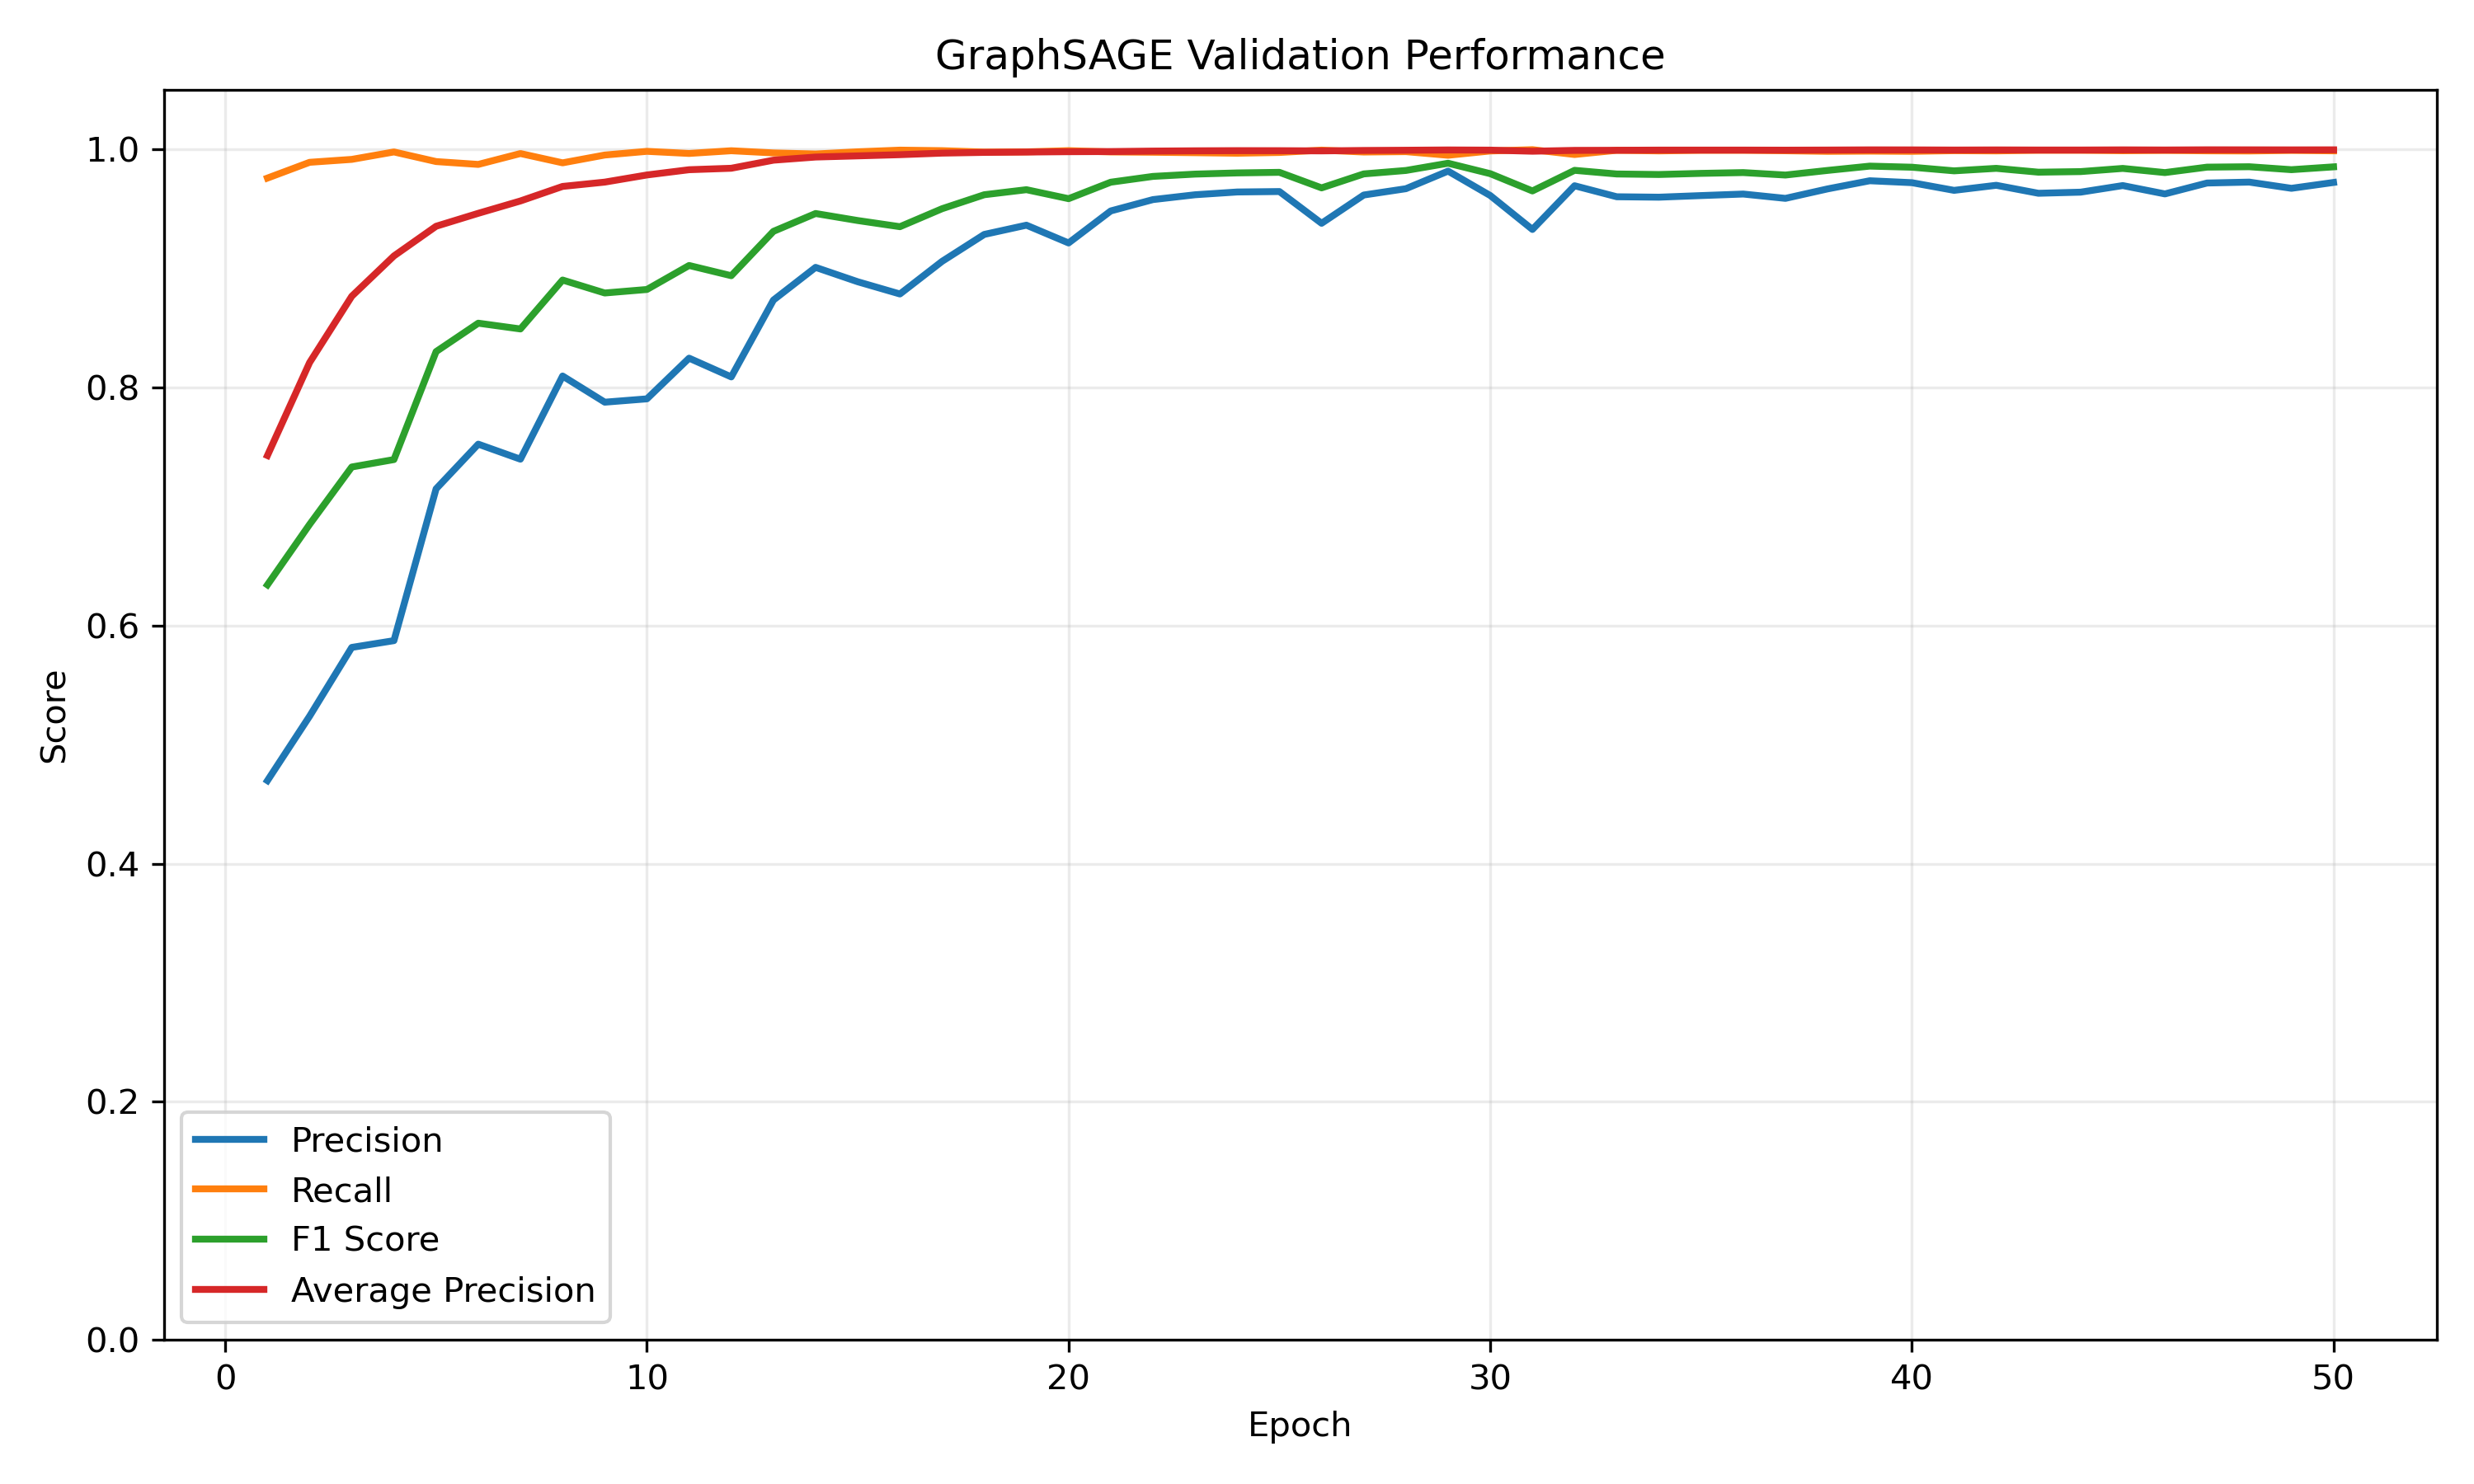 GraphSAGE Validation Performance
1.0
0.8
0.6
0.4
0.2
0.0
Score
Precision
Recall
F1 Score
Average Precision
0 10 20 30 40 50
Epoch